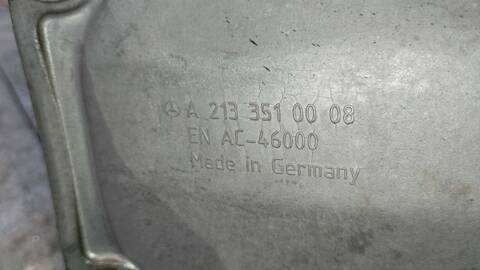 A 213 351 00 08
EN AC-46000
Made in Germany